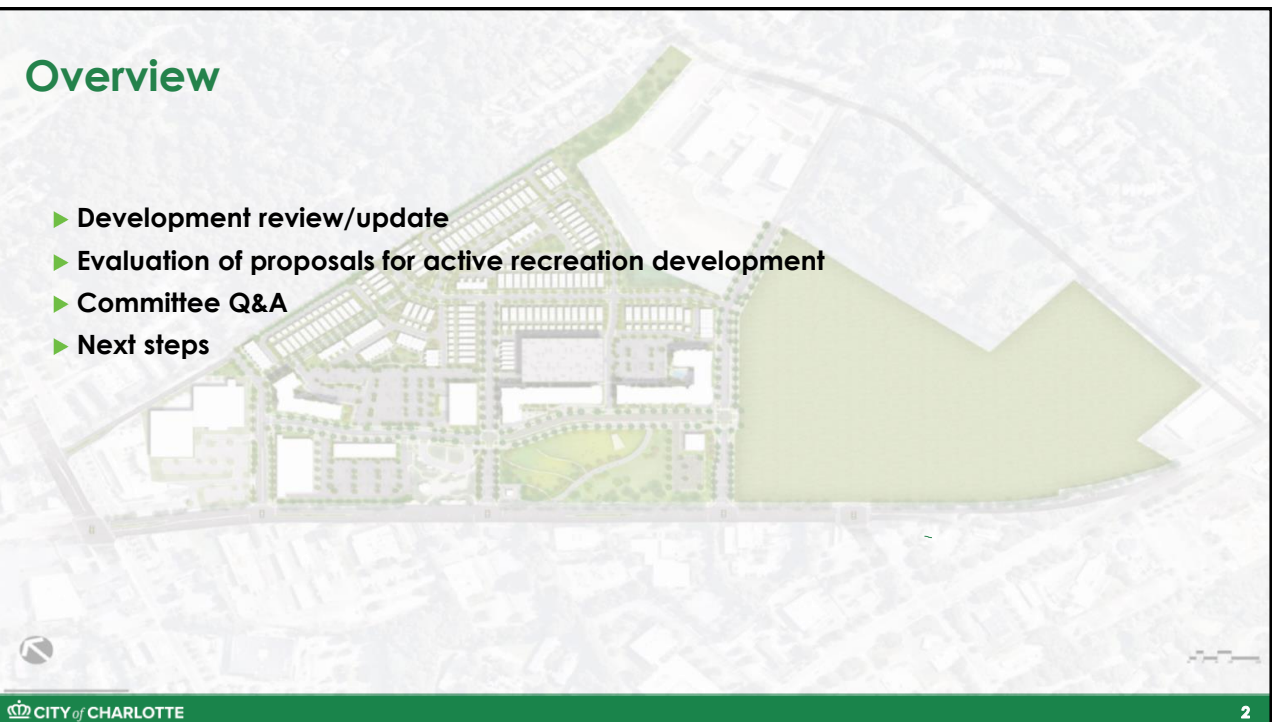 Overview
▶ Development review/update
▶ Evaluation of proposals for active recreation development
▶ Committee Q&A
▶ Next steps
CITY of CHARLOTTE
2